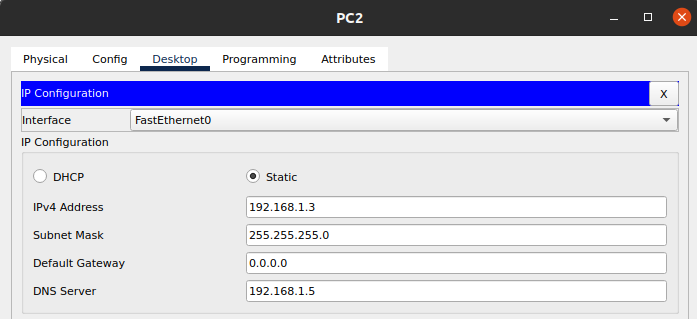 PC2
Physical Config Desktop Programming Attributes
IP Configuration X
Interface FastEthernet0
IP Configuration
DHCP Static
IPv4 Address 192.168.1.3
Subnet Mask 255.255.255.0
Default Gateway 0.0.0.0
DNS Server 192.168.1.5